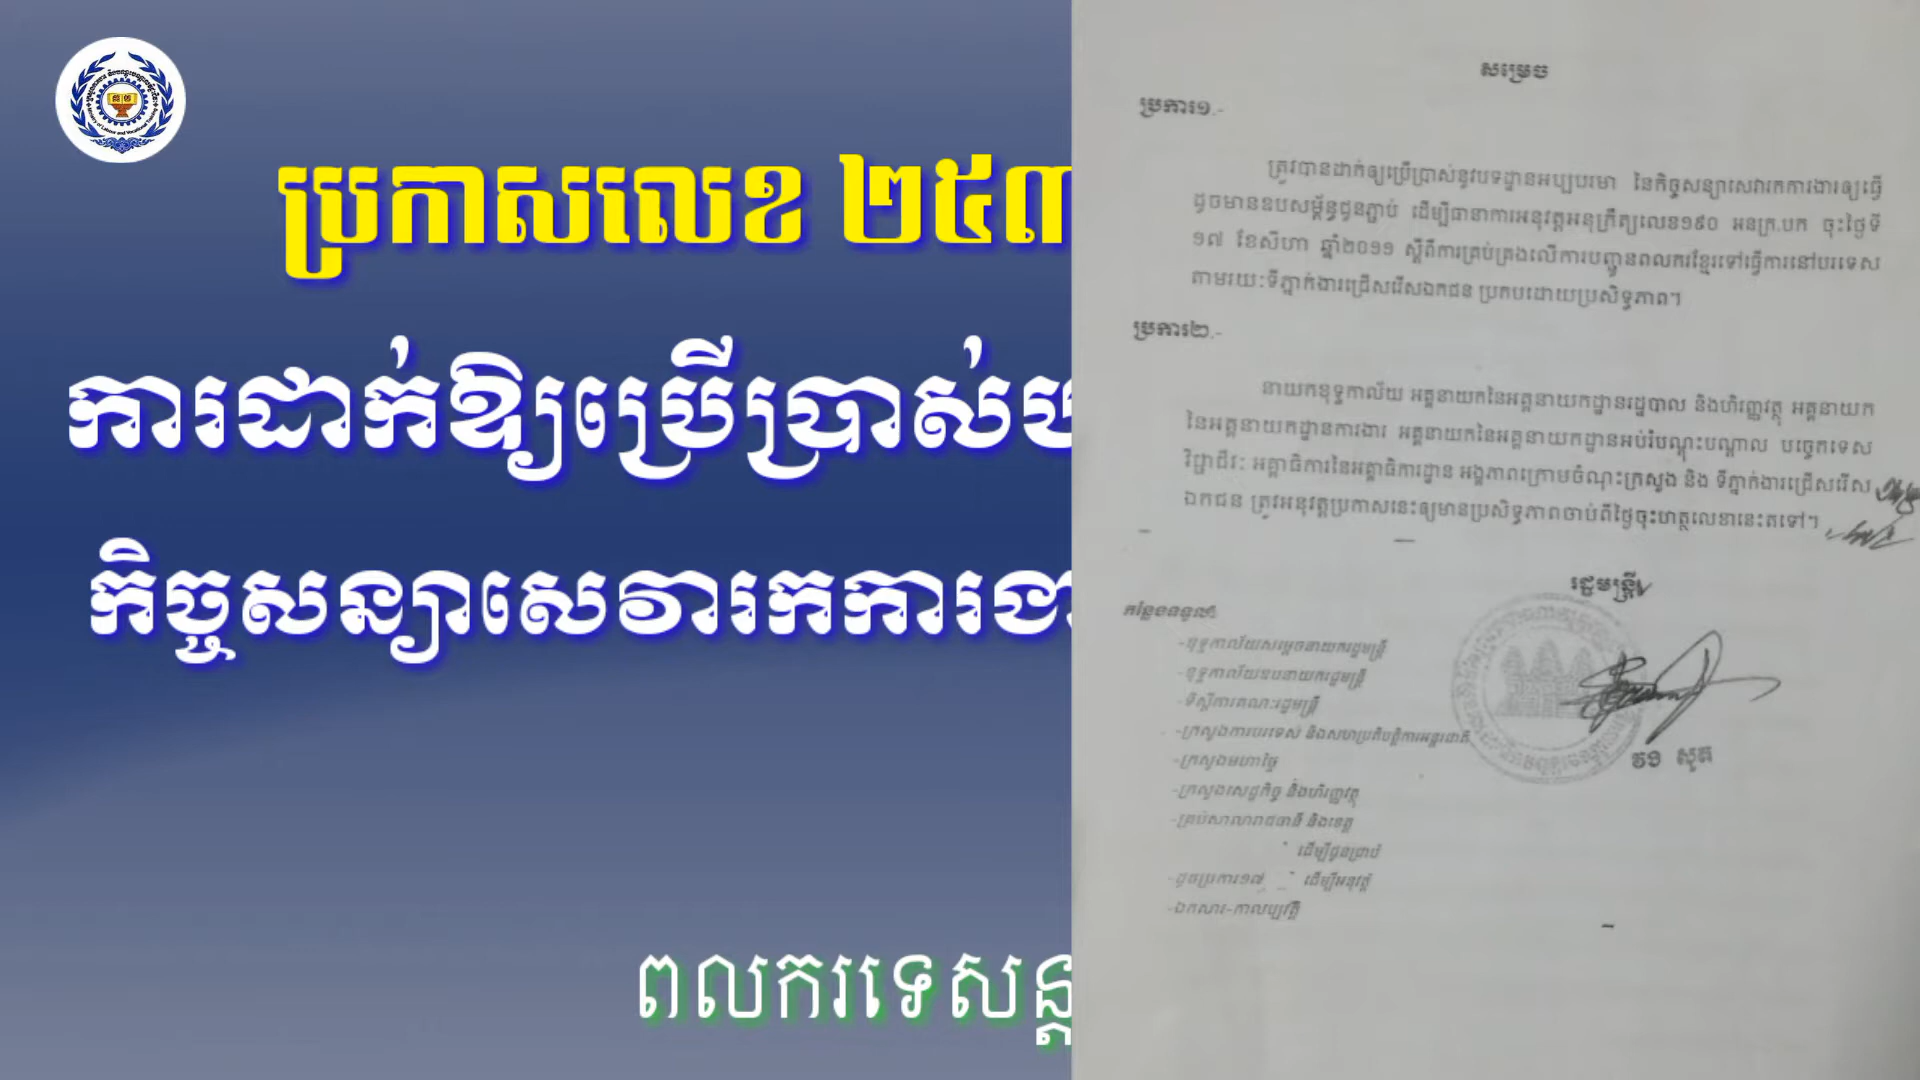 ប្រកាសលេខ ២៥៣
ការដាក់ឱ្យប្រើប្រាស់
កិច្ចសន្យាសេវារកការងារ
ពលករទេសន្ត
សម្រេច
ប្រការ១.-
ត្រូវបានដាក់ឲ្យប្រើប្រាស់នូវបទដ្ឋានអប្បបរមា នៃកិច្ចសន្យាសេវារកការងារឲ្យធ្វើ
ដូចមានឧបសម្ព័ន្ធជូនភ្ជាប់ ដើម្បីធានាការអនុវត្តអនុក្រឹត្យលេខ១៩០ អនក្រ.បក ចុះថ្ងៃទី
១៧ ខែសីហា ឆ្នាំ២០១១ ស្តីពីការគ្រប់គ្រងលើការបញ្ជូនពលករខ្មែរទៅធ្វើការនៅបរទេស
តាមរយៈទីភ្នាក់ងារជ្រើសរើសឯកជន ប្រកបដោយប្រសិទ្ធភាព។
ប្រការ២.-
នាយកខុទ្ទកាល័យ អគ្គនាយកនៃអគ្គនាយកដ្ឋានរដ្ឋបាល និងហិរញ្ញវត្ថុ អគ្គនាយក
នៃអគ្គនាយកដ្ឋានការងារ អគ្គនាយកនៃអគ្គនាយកដ្ឋានអប់រំបណ្តុះបណ្តាល បច្ចេកទេស
វិជ្ជាជីវៈ អគ្គាធិការនៃអគ្គាធិការដ្ឋាន អង្គភាពក្រោមចំណុះក្រសួង និង ទីភ្នាក់ងារជ្រើសរើស
ឯកជន ត្រូវអនុវត្តប្រកាសនេះឲ្យមានប្រសិទ្ធភាពចាប់ពីថ្ងៃចុះហត្ថលេខានេះតទៅ។
រដ្ឋមន្ត្រី
កន្លែងទទួល:
-ខុទ្ទកាល័យសម្តេចនាយករដ្ឋមន្ត្រី
-ខុទ្ទកាល័យឧបនាយករដ្ឋមន្ត្រី
-ទីស្តីការគណៈរដ្ឋមន្ត្រី
-ក្រសួងការបរទេស និងសហប្រតិបត្តិការអន្តរជាតិ
-ក្រសួងមហាផ្ទៃ
-ក្រសួងសេដ្ឋកិច្ច និងហិរញ្ញវត្ថុ
-គ្រប់សាលារាជធានី និងខេត្ត
ដើម្បីជូនជ្រាប
-ដូចប្រការ១៧ ដើម្បីអនុវត្ត
-ឯកសារ-កាលប្បវត្តិ
វង សូត